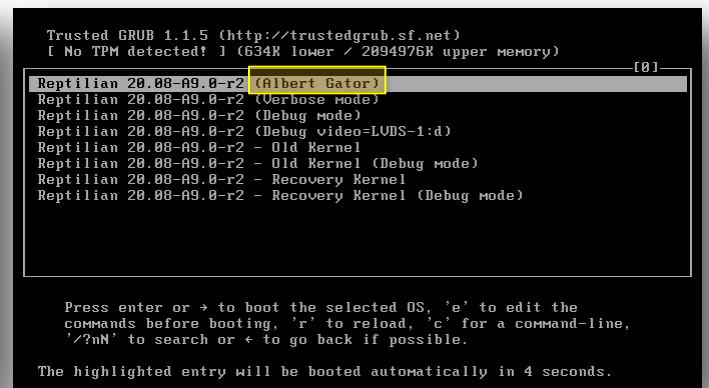 Trusted GRUB 1.1.5 (http://trustedgrub.sf.net)
[ No TPM detected! ] (634K lower / 2094976K upper memory)
[0]
Reptilian 20.08-A9.0-r2 (Albert Gator)
Reptilian 20.08-A9.0-r2 (Verbose mode)
Reptilian 20.08-A9.0-r2 (Debug mode)
Reptilian 20.08-A9.0-r2 (Debug video=LVDS-1:d)
Reptilian 20.08-A9.0-r2 - Old Kernel
Reptilian 20.08-A9.0-r2 - Old Kernel (Debug mode)
Reptilian 20.08-A9.0-r2 - Recovery Kernel
Reptilian 20.08-A9.0-r2 - Recovery Kernel (Debug mode)
Press enter or → to boot the selected OS, 'e' to edit the
commands before booting, 'r' to reload, 'c' for a command-line,
'/?nN' to search or ← to go back if possible.
The highlighted entry will be booted automatically in 4 seconds.